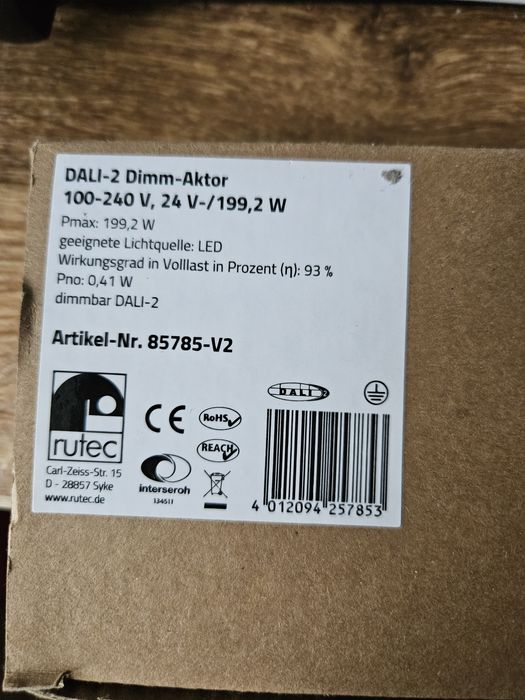 DALI-2 Dimm-Aktor
100-240 V, 24 V-/199,2 W
Pmax: 199,2 W
geeignete Lichtquelle: LED
Wirkungsgrad in Volllast in Prozent (η): 93 %
Pno: 0,41 W
dimmbar DALI-2
Artikel-Nr. 85785-V2
rutec
Carl-Zeiss-Str. 15
D - 28857 Syke
www.rutec.de
CE
RoHS
REACH
interseroh
134511
DALI 2
4 012094 257853